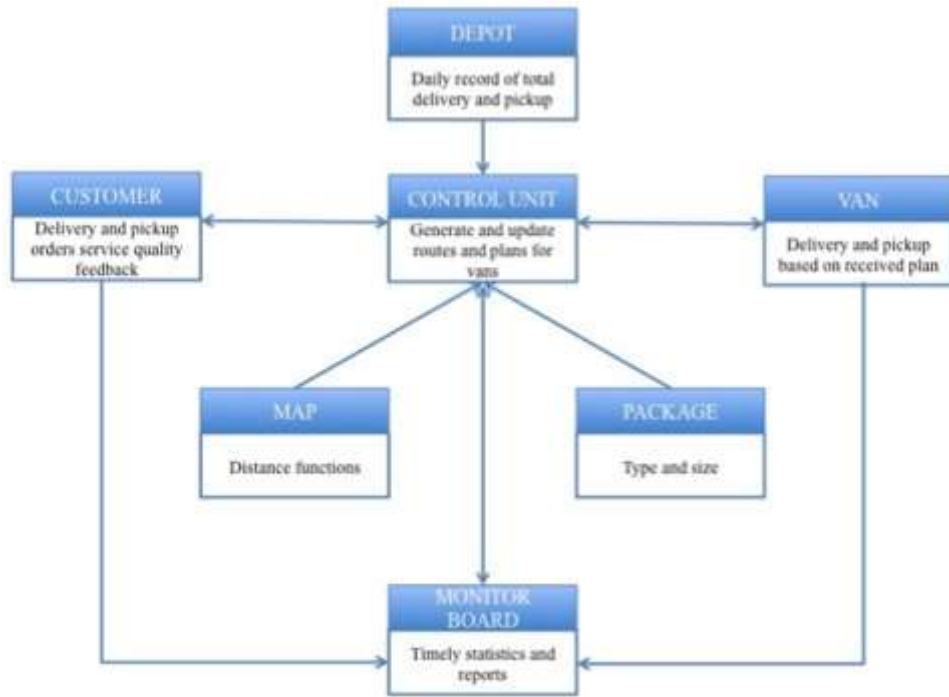 DEPOT
Daily record of total
delivery and pickup
CUSTOMER
Delivery and pickup
orders service quality
feedback
CONTROL UNIT
Generate and update
routes and plans for
vans
VAN
Delivery and pickup
based on received plan
MAP
Distance functions
PACKAGE
Type and size
MONITOR
BOARD
Timely statistics and
reports